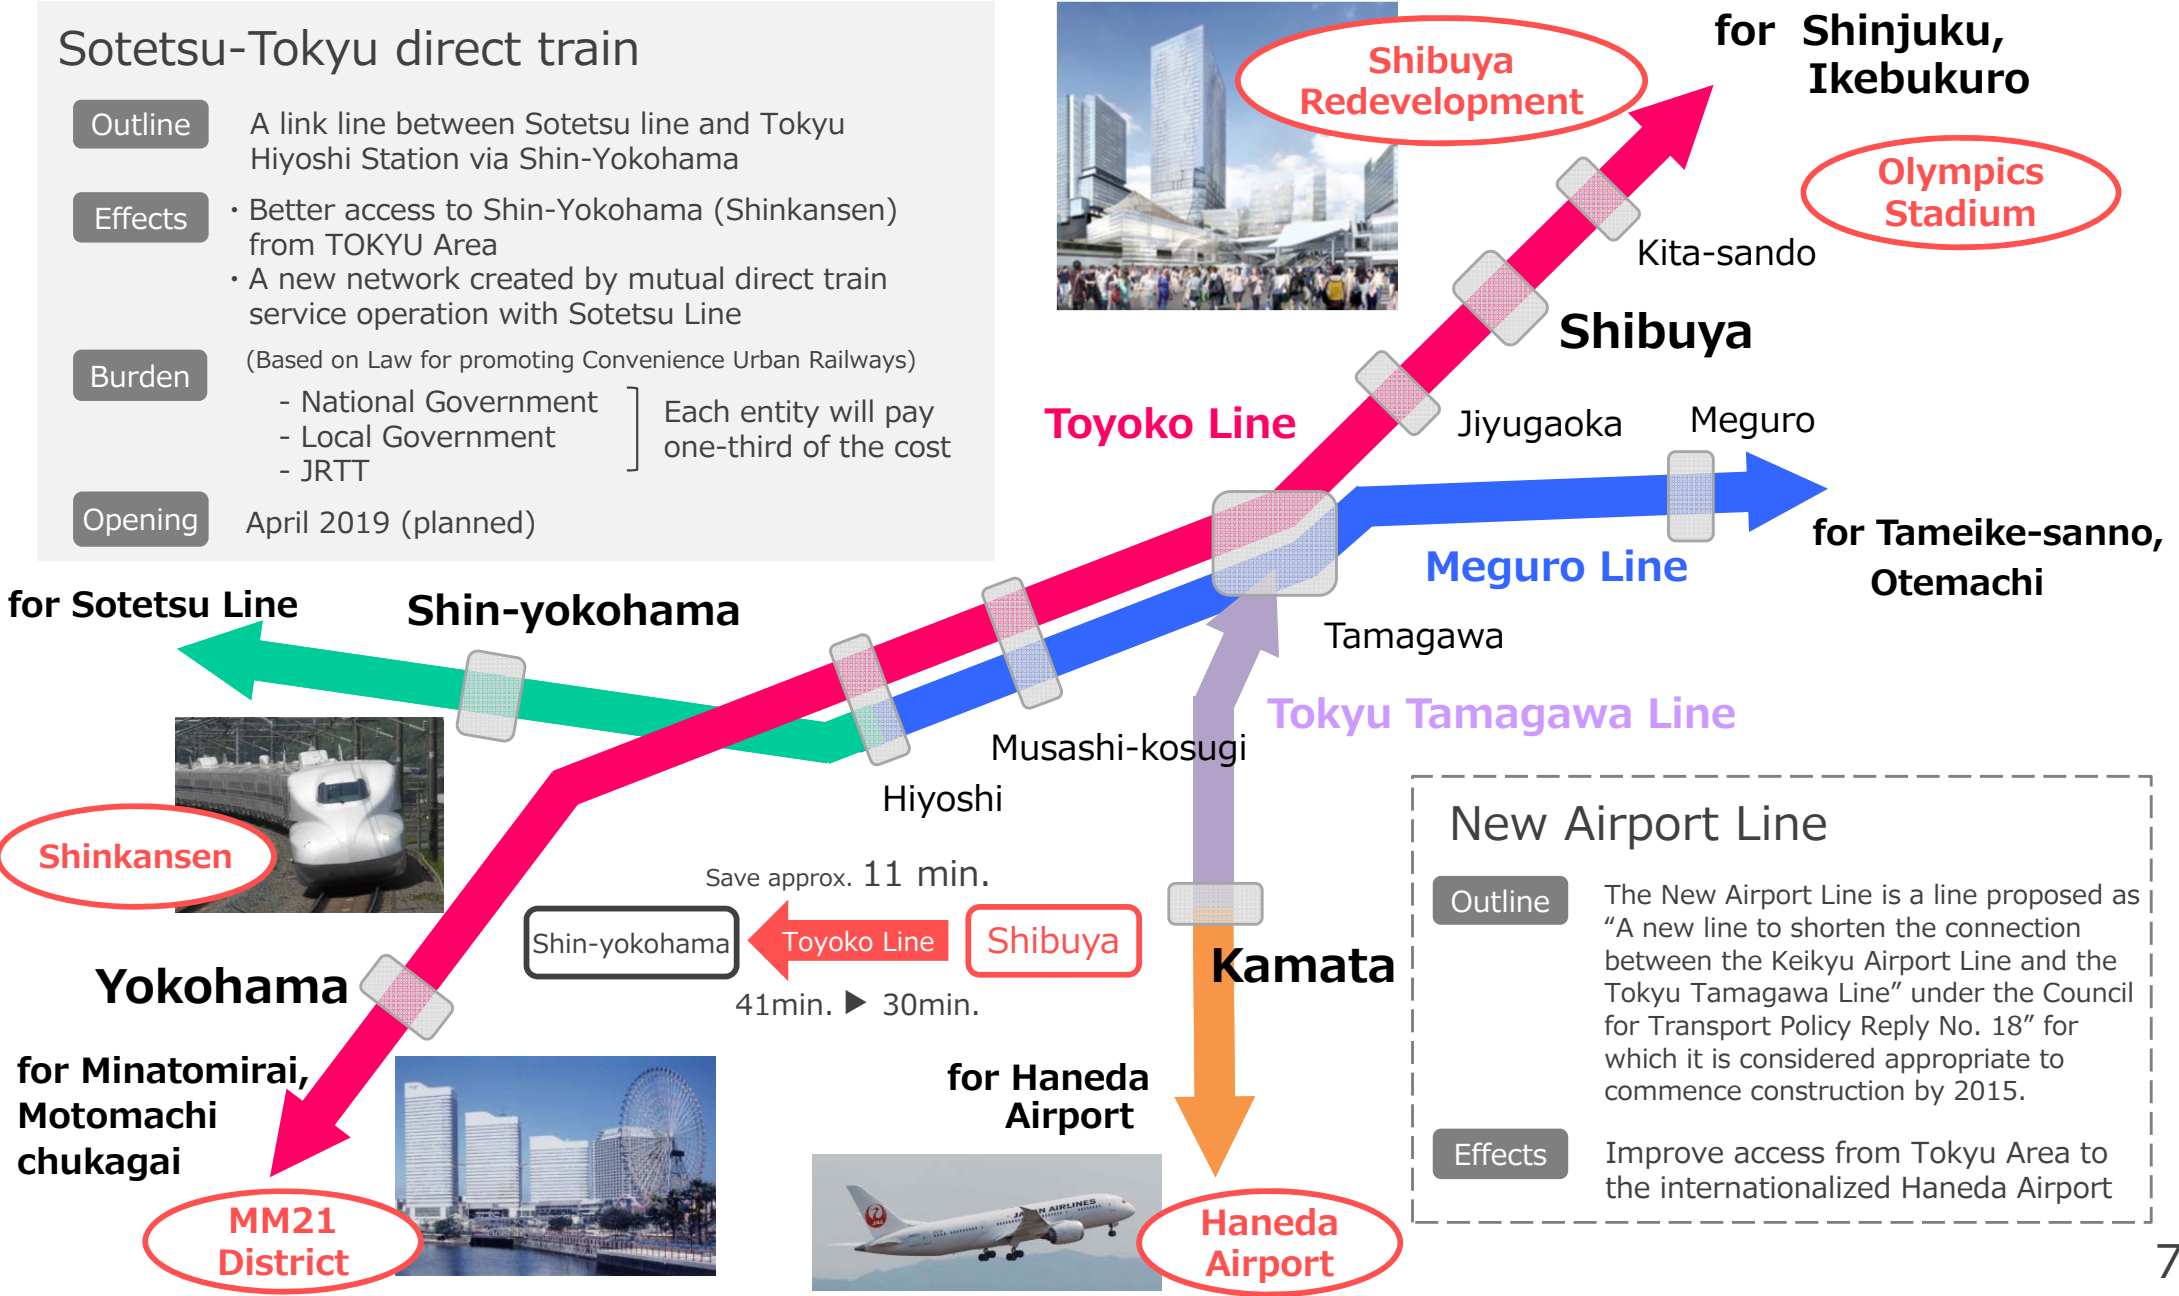 Sotetsu-Tokyu direct train
Outline
A link line between Sotetsu line and Tokyu
Hiyoshi Station via Shin-Yokohama
Effects
・Better access to Shin-Yokohama (Shinkansen)
from TOKYU Area
・A new network created by mutual direct train
service operation with Sotetsu Line
Burden
(Based on Law for promoting Convenience Urban Railways)
- National Government
- Local Government
- JRTT
Each entity will pay
one-third of the cost
Opening
April 2019 (planned)
Shibuya
Redevelopment
for Shinjuku,
Ikebukuro
Olympics
Stadium
Kita-sando
Shibuya
Toyoko Line
Jiyugaoka
Meguro
for Tameike-sanno,
Otemachi
Meguro Line
Tamagawa
for Sotetsu Line
Shin-yokohama
Tokyu Tamagawa Line
Musashi-kosugi
Hiyoshi
Shinkansen
Save approx. 11 min.
Shin-yokohama
Toyoko Line
Shibuya
41min. ▶ 30min.
Yokohama
Kamata
for Minatomirai,
Motomachi
chukagai
MM21
District
for Haneda
Airport
JAPAN AIRLINES
JAL
Haneda
Airport
New Airport Line
Outline
The New Airport Line is a line proposed as
“A new line to shorten the connection
between the Keikyu Airport Line and the
Tokyu Tamagawa Line” under the Council
for Transport Policy Reply No. 18” for
which it is considered appropriate to
commence construction by 2015.
Effects
Improve access from Tokyu Area to
the internationalized Haneda Airport
7